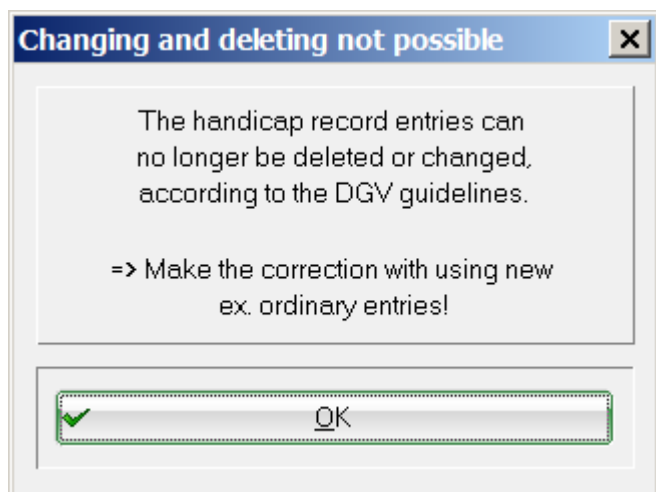 Changing and deleting not possible
The handicap record entries can
no longer be deleted or changed,
according to the DGV guidelines.
=> Make the correction with using new
ex. ordinary entries!
OK